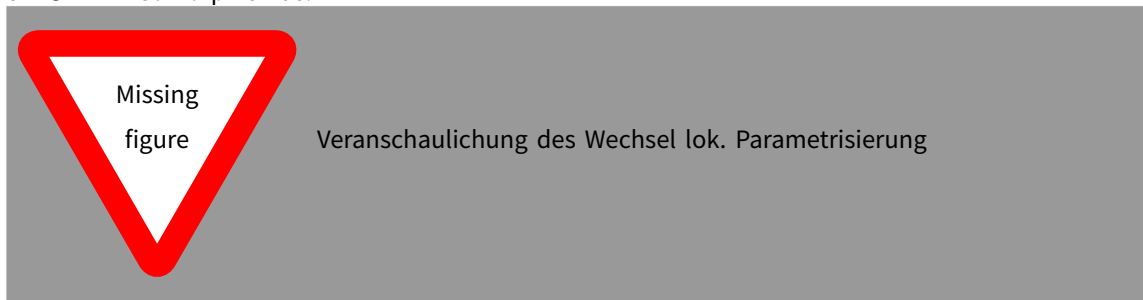 Missing
figure
Veranschaulichung des Wechsel lok. Parametrisierung